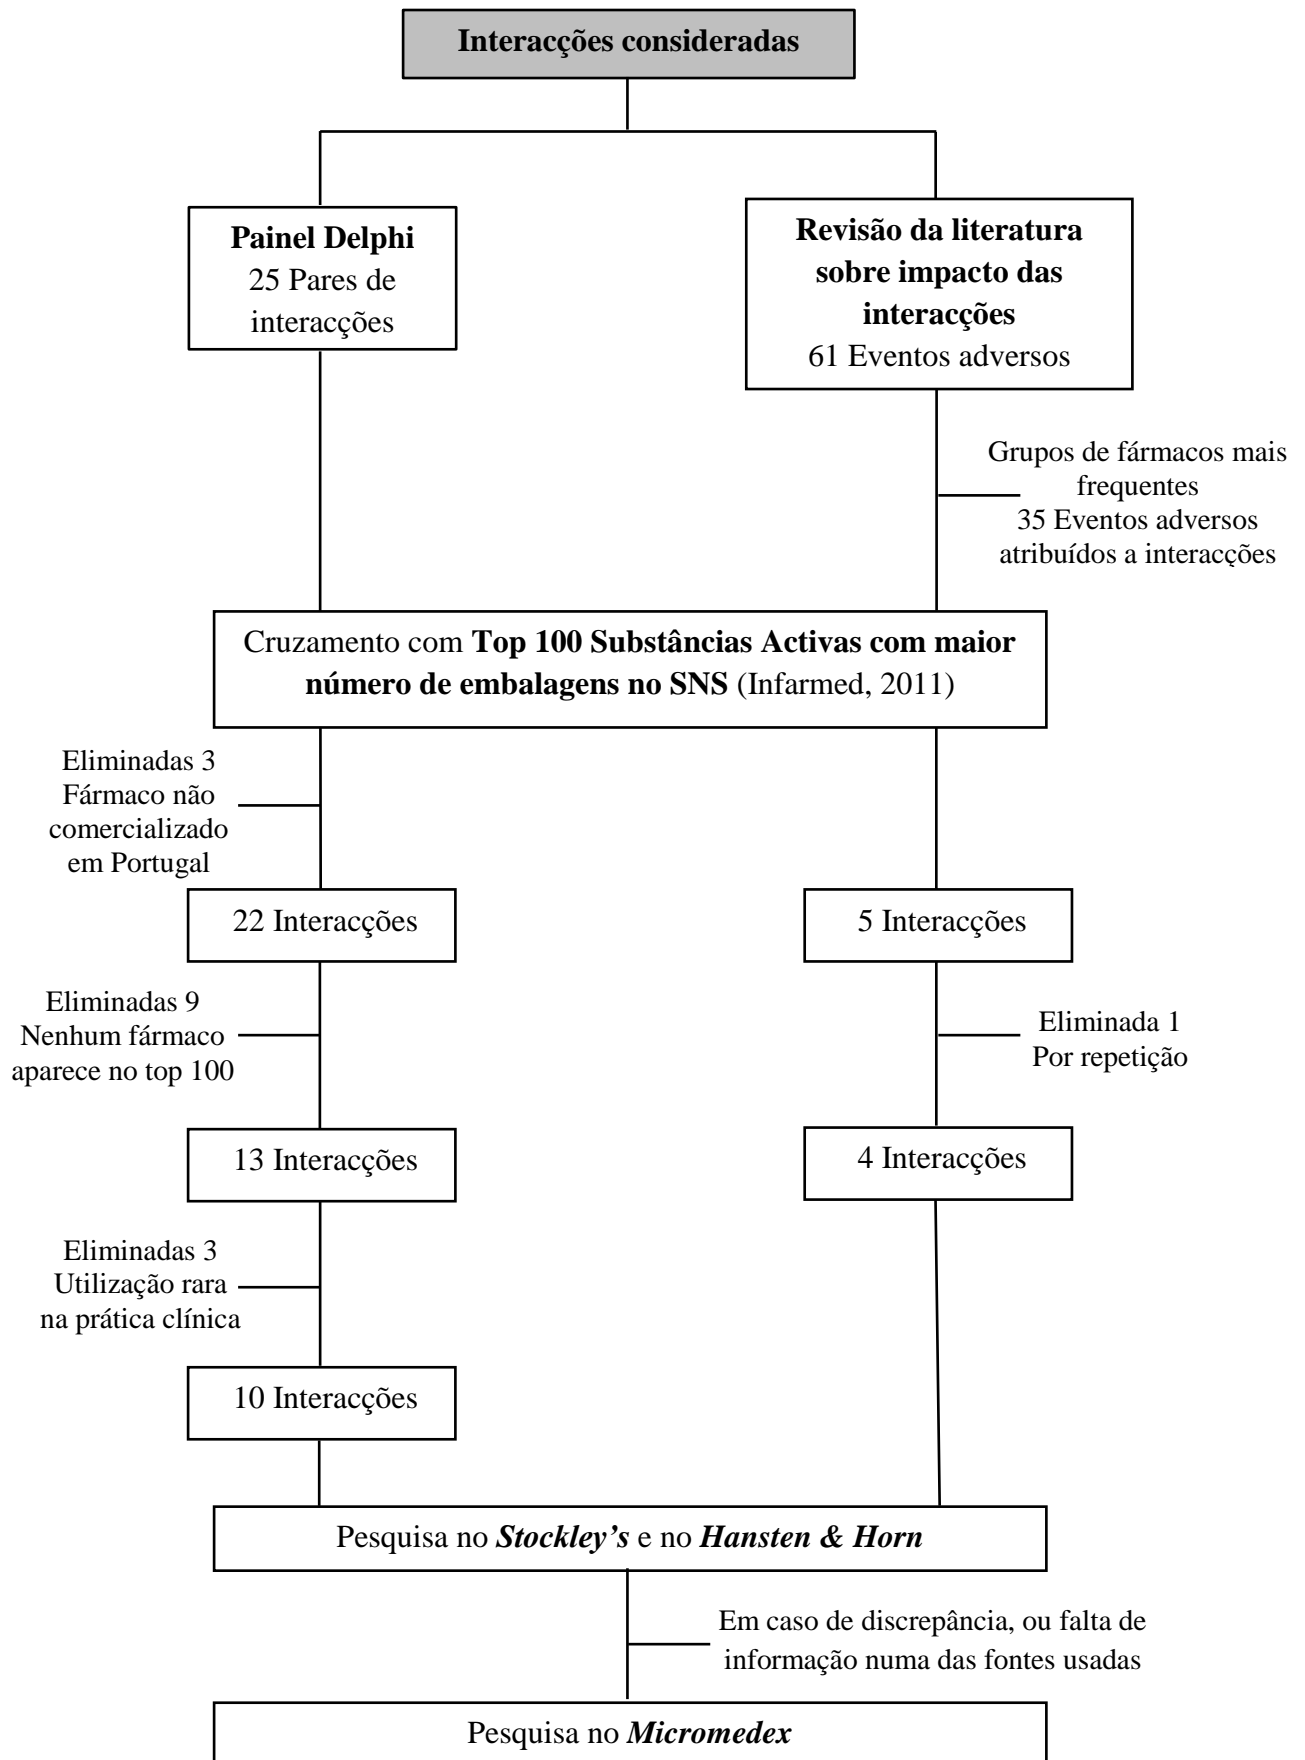 Interacções consideradas
Painel Delphi
25 Pares de
interacções
Revisão da literatura
sobre impacto das
interacções
61 Eventos adversos
Grupos de fármacos mais
frequentes
35 Eventos adversos
atribuídos a interacções
Cruzamento com Top 100 Substâncias Activas com maior
número de embalagens no SNS (Infarmed, 2011)
Eliminadas 3
Fármaco não
comercializado
em Portugal
22 Interacções
5 Interacções
Eliminadas 9
Nenhum fármaco
aparece no top 100
Eliminada 1
Por repetição
13 Interacções
4 Interacções
Eliminadas 3
Utilização rara
na prática clínica
10 Interacções
Pesquisa no Stockley’s e no Hansten & Horn
Em caso de discrepância, ou falta de
informação numa das fontes usadas
Pesquisa no Micromedex